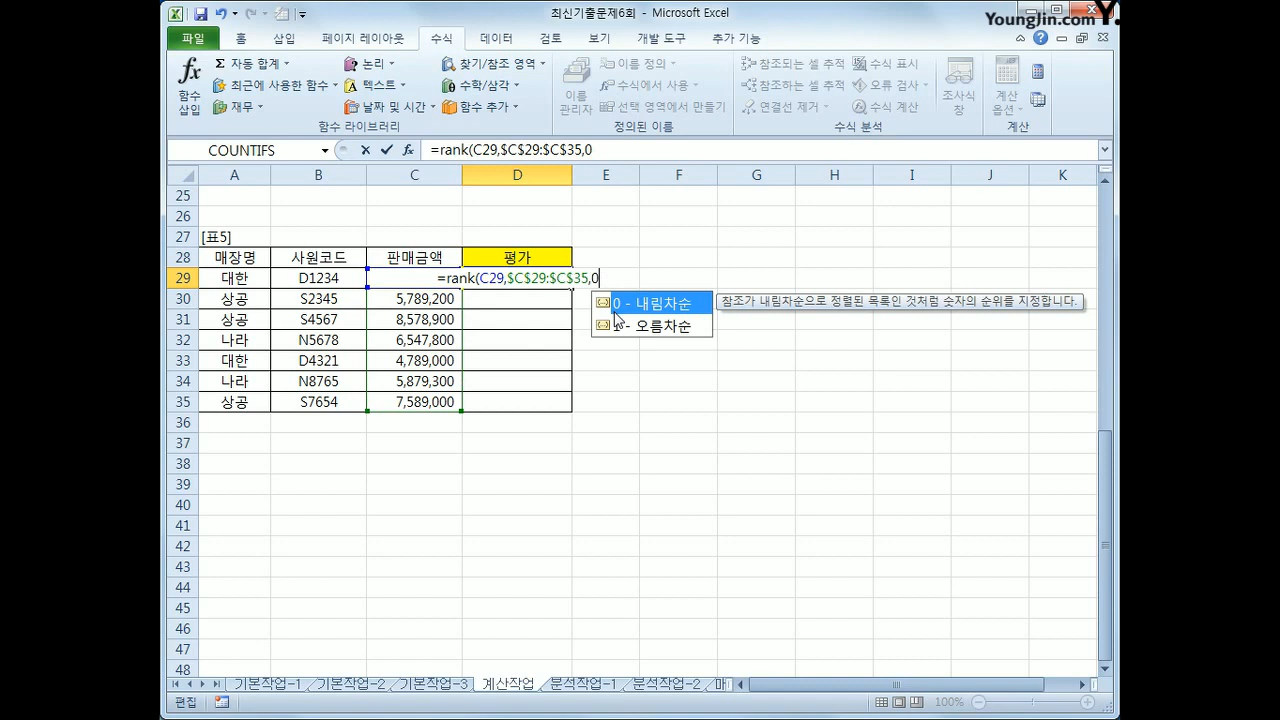 최신기출문제6회 - Microsoft Excel
YoungJin.com Y.
파일 홈 삽입 페이지 레이아웃 수식 데이터 검토 보기 개발 도구 추가 기능
fx 함수 삽입
Σ 자동 합계
최근에 사용한 함수
재무
논리
텍스트
날짜 및 시간
찾기/참조 영역
수학/삼각
함수 추가
함수 라이브러리
이름 관리자
이름 정의
수식에서 사용
선택 영역에서 만들기
정의된 이름
참조되는 셀 추적
참조하는 셀 추적
연결선 제거
수식 표시
오류 검사
수식 계산
수식 분석
조사식 창
계산 옵션
계산
COUNTIFS fx =rank(C29,$C$29:$C$35,0
A B C D E F G H I J K
25
26
27 [표5]
28 매장명 사원코드 판매금액 평가
29 대한 D1234 =rank(C29,$C$29:$C$35,0
30 상공 S2345 5,789,200
0 - 내림차순 참조가 내림차순으로 정렬된 목록인 것처럼 숫자의 순위를 지정합니다.
31 상공 S4567 8,578,900
- 오름차순
32 나라 N5678 6,547,800
33 대한 D4321 4,789,000
34 나라 N8765 5,879,300
35 상공 S7654 7,589,000
36
37
38
39
40
41
42
43
44
45
46
47
48
기본작업-1 기본작업-2 기본작업-3 계산작업 분석작업-1 분석작업-2
편집 100%